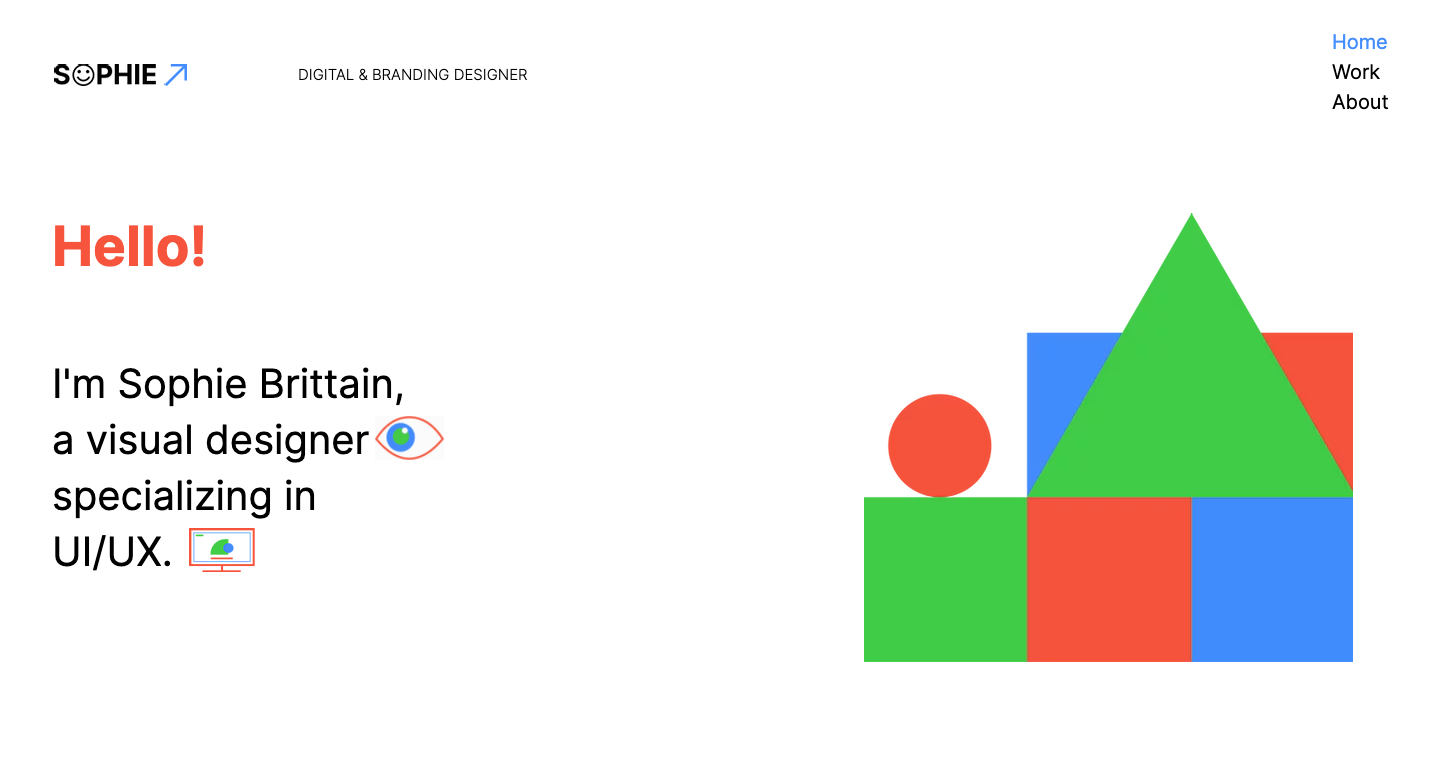 SOPHIE
DIGITAL & BRANDING DESIGNER
Home
Work
About
Hello!
I'm Sophie Brittain,
a visual designer
specializing in
UI/UX.